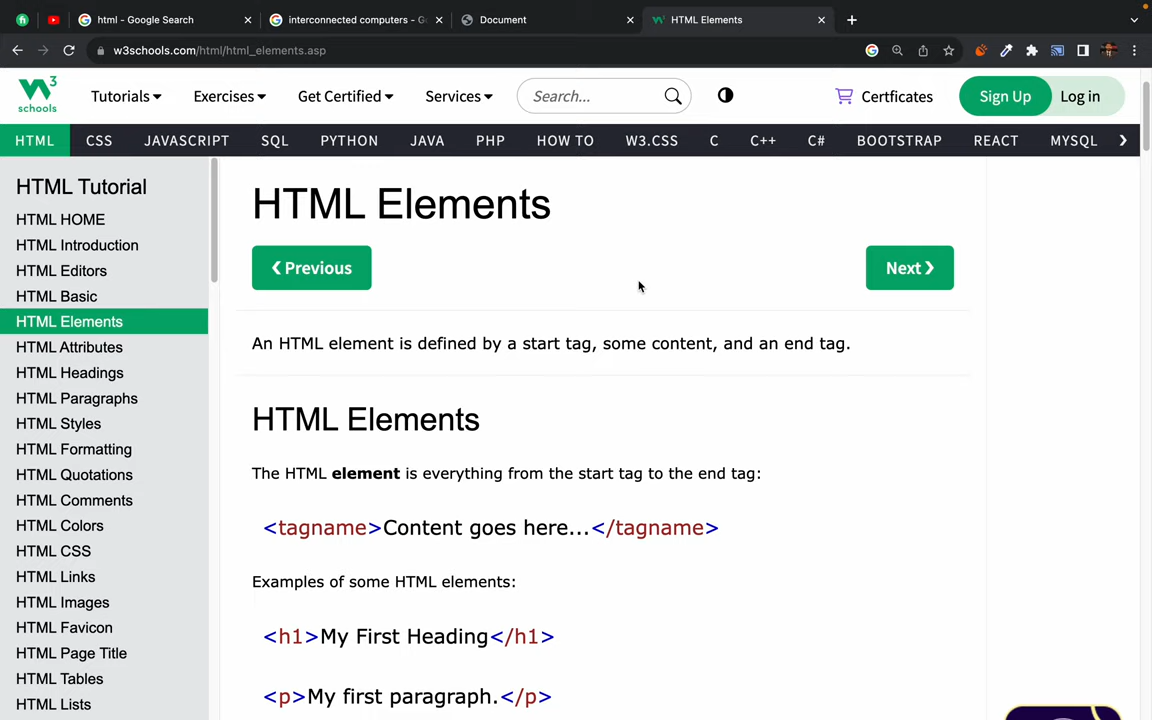 html - Google Search
interconnected computers - Go
Document
HTML Elements
w3schools.com/html/html_elements.asp
W3 schools
Tutorials
Exercises
Get Certified
Services
Search...
Certficates
Sign Up
Log in
HTML
CSS
JAVASCRIPT
SQL
PYTHON
JAVA
PHP
HOW TO
W3.CSS
C
C++
C#
BOOTSTRAP
REACT
MYSQL
❯
HTML Tutorial
HTML HOME
HTML Introduction
HTML Editors
HTML Basic
HTML Elements
HTML Attributes
HTML Headings
HTML Paragraphs
HTML Styles
HTML Formatting
HTML Quotations
HTML Comments
HTML Colors
HTML CSS
HTML Links
HTML Images
HTML Favicon
HTML Page Title
HTML Tables
HTML Lists
HTML Elements
❮ Previous
Next ❯
An HTML element is defined by a start tag, some content, and an end tag.
HTML Elements
The HTML element is everything from the start tag to the end tag:
<tagname>Content goes here...</tagname>
Examples of some HTML elements:
<h1>My First Heading</h1>
<p>My first paragraph.</p>